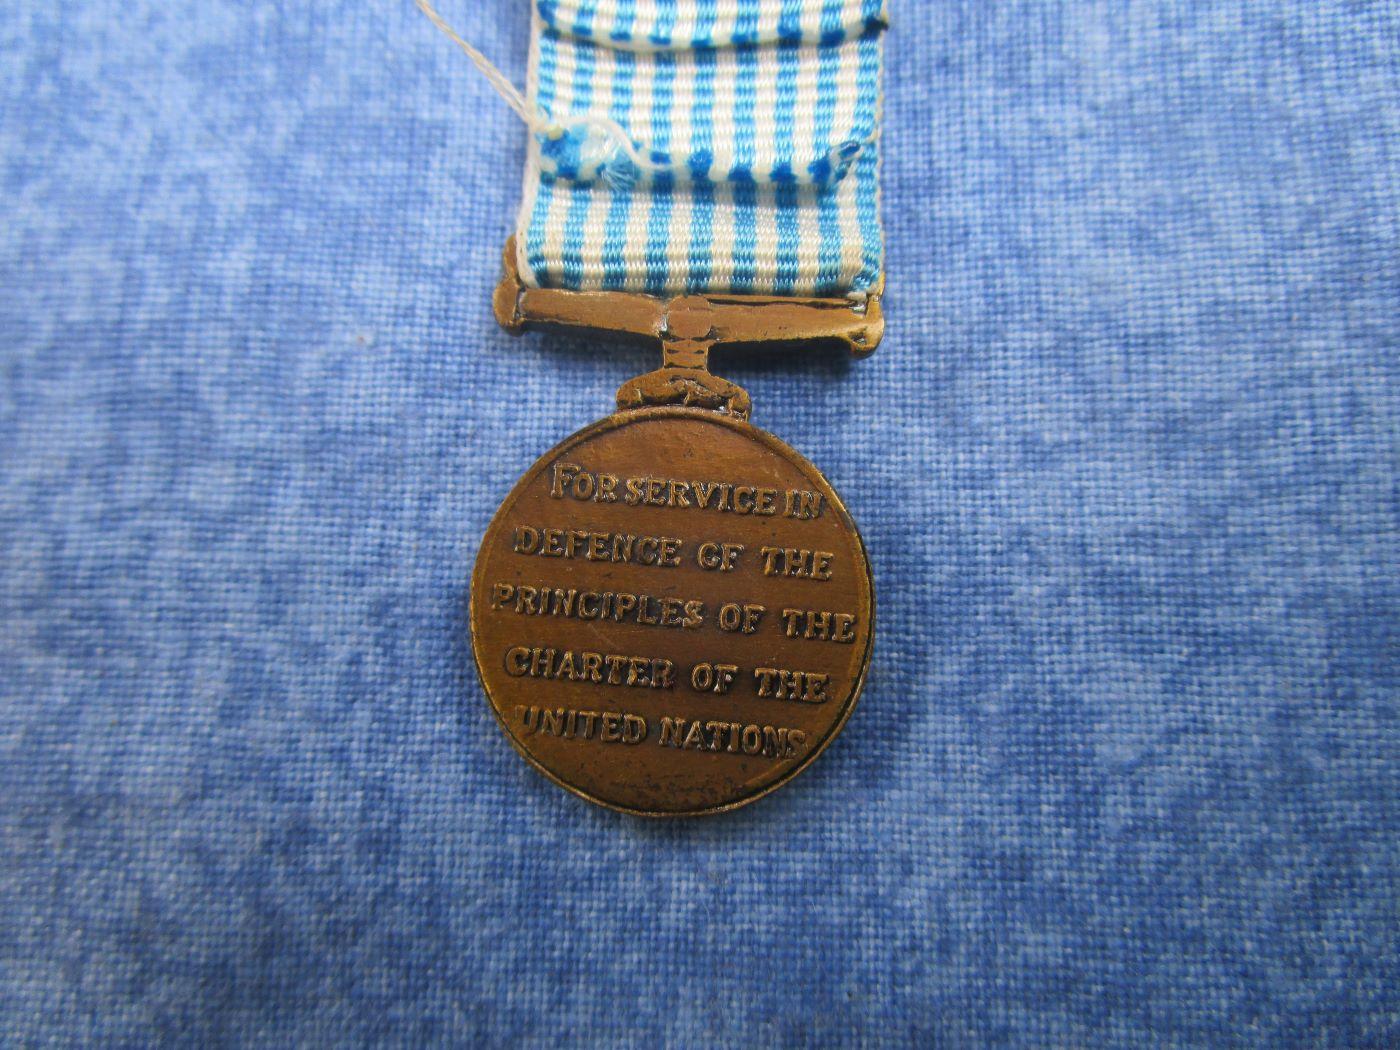 FOR SERVICE IN
DEFENCE OF THE
PRINCIPLES OF THE
CHARTER OF THE
UNITED NATIONS